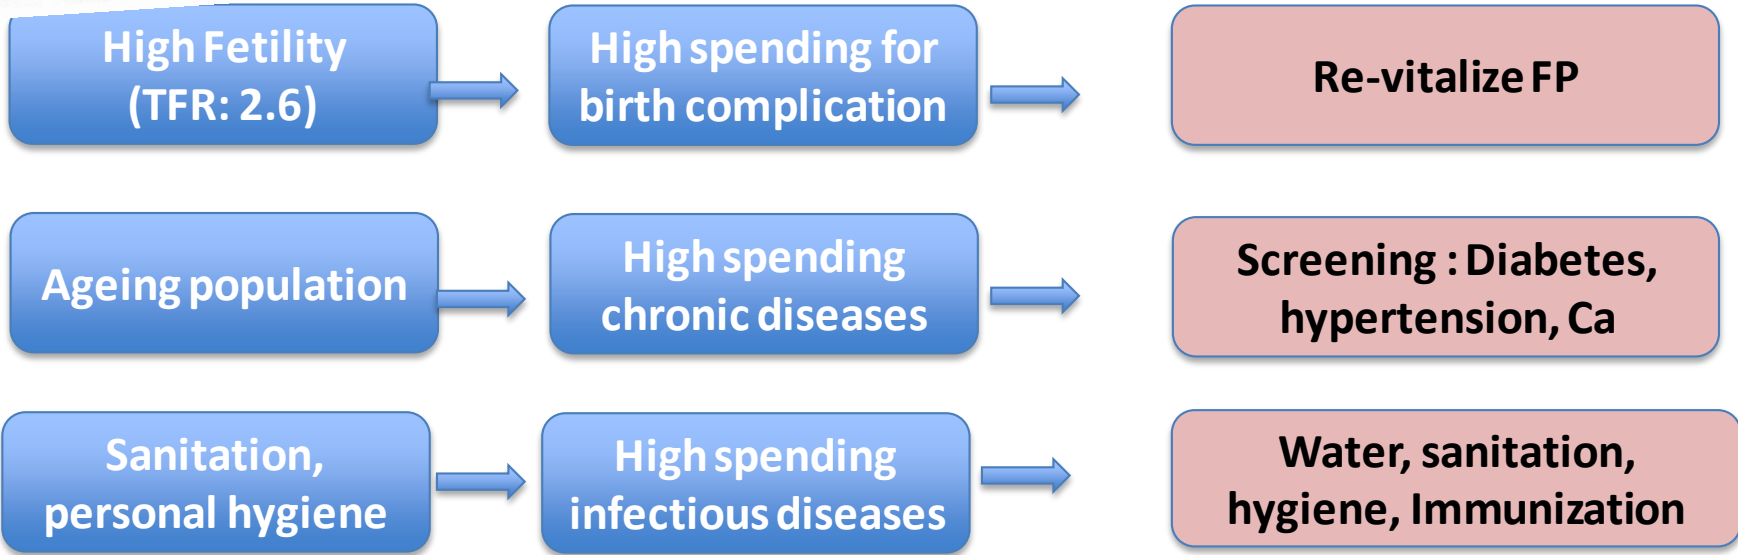 High Fetility
(TFR: 2.6)
High spending for
birth complication
Re-vitalize FP
Ageing population
High spending
chronic diseases
Screening : Diabetes,
hypertension, Ca
Sanitation,
personal hygiene
High spending
infectious diseases
Water, sanitation,
hygiene, Immunization